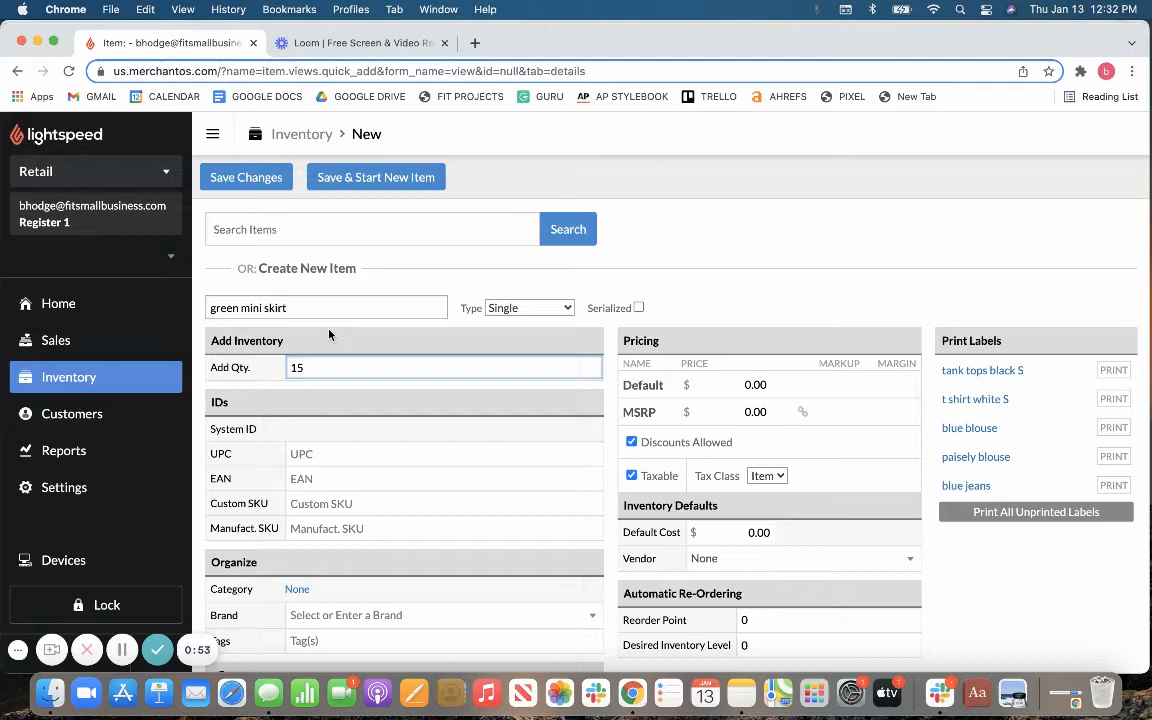 Chrome File Edit View History Bookmarks Profiles Tab Window Help Thu Jan 13 12:32 PM
Item: - bhodge@fitsmallbusine
Loom | Free Screen & Video Re
us.merchantos.com/?name=item.views.quick_add&form_name=view&id=null&tab=details
Apps GMAIL CALENDAR GOOGLE DOCS GOOGLE DRIVE FIT PROJECTS GURU AP AP STYLEBOOK TRELLO AHREFS PIXEL New Tab Reading List
lightspeed
Retail
bhodge@fitsmallbusiness.com
Register 1
Home
Sales
Inventory
Customers
Reports
Settings
Devices
Lock
0:53
Inventory > New
Save Changes Save & Start New Item
Search Items Search
OR: Create New Item
green mini skirt Type Single Serialized
Add Inventory
Add Qty. 15
IDs
System ID
UPC UPC
EAN EAN
Custom SKU Custom SKU
Manufact. SKU Manufact. SKU
Organize
Category None
Brand Select or Enter a Brand
ags Tag(s)
Pricing
NAME PRICE MARKUP MARGIN
Default $ 0.00
MSRP $ 0.00
Discounts Allowed
Taxable Tax Class Item
Inventory Defaults
Default Cost $ 0.00
Vendor None
Automatic Re-Ordering
Reorder Point 0
Desired Inventory Level 0
Print Labels
tank tops black S PRINT
t shirt white S PRINT
blue blouse PRINT
paisely blouse PRINT
blue jeans PRINT
Print All Unprinted Labels